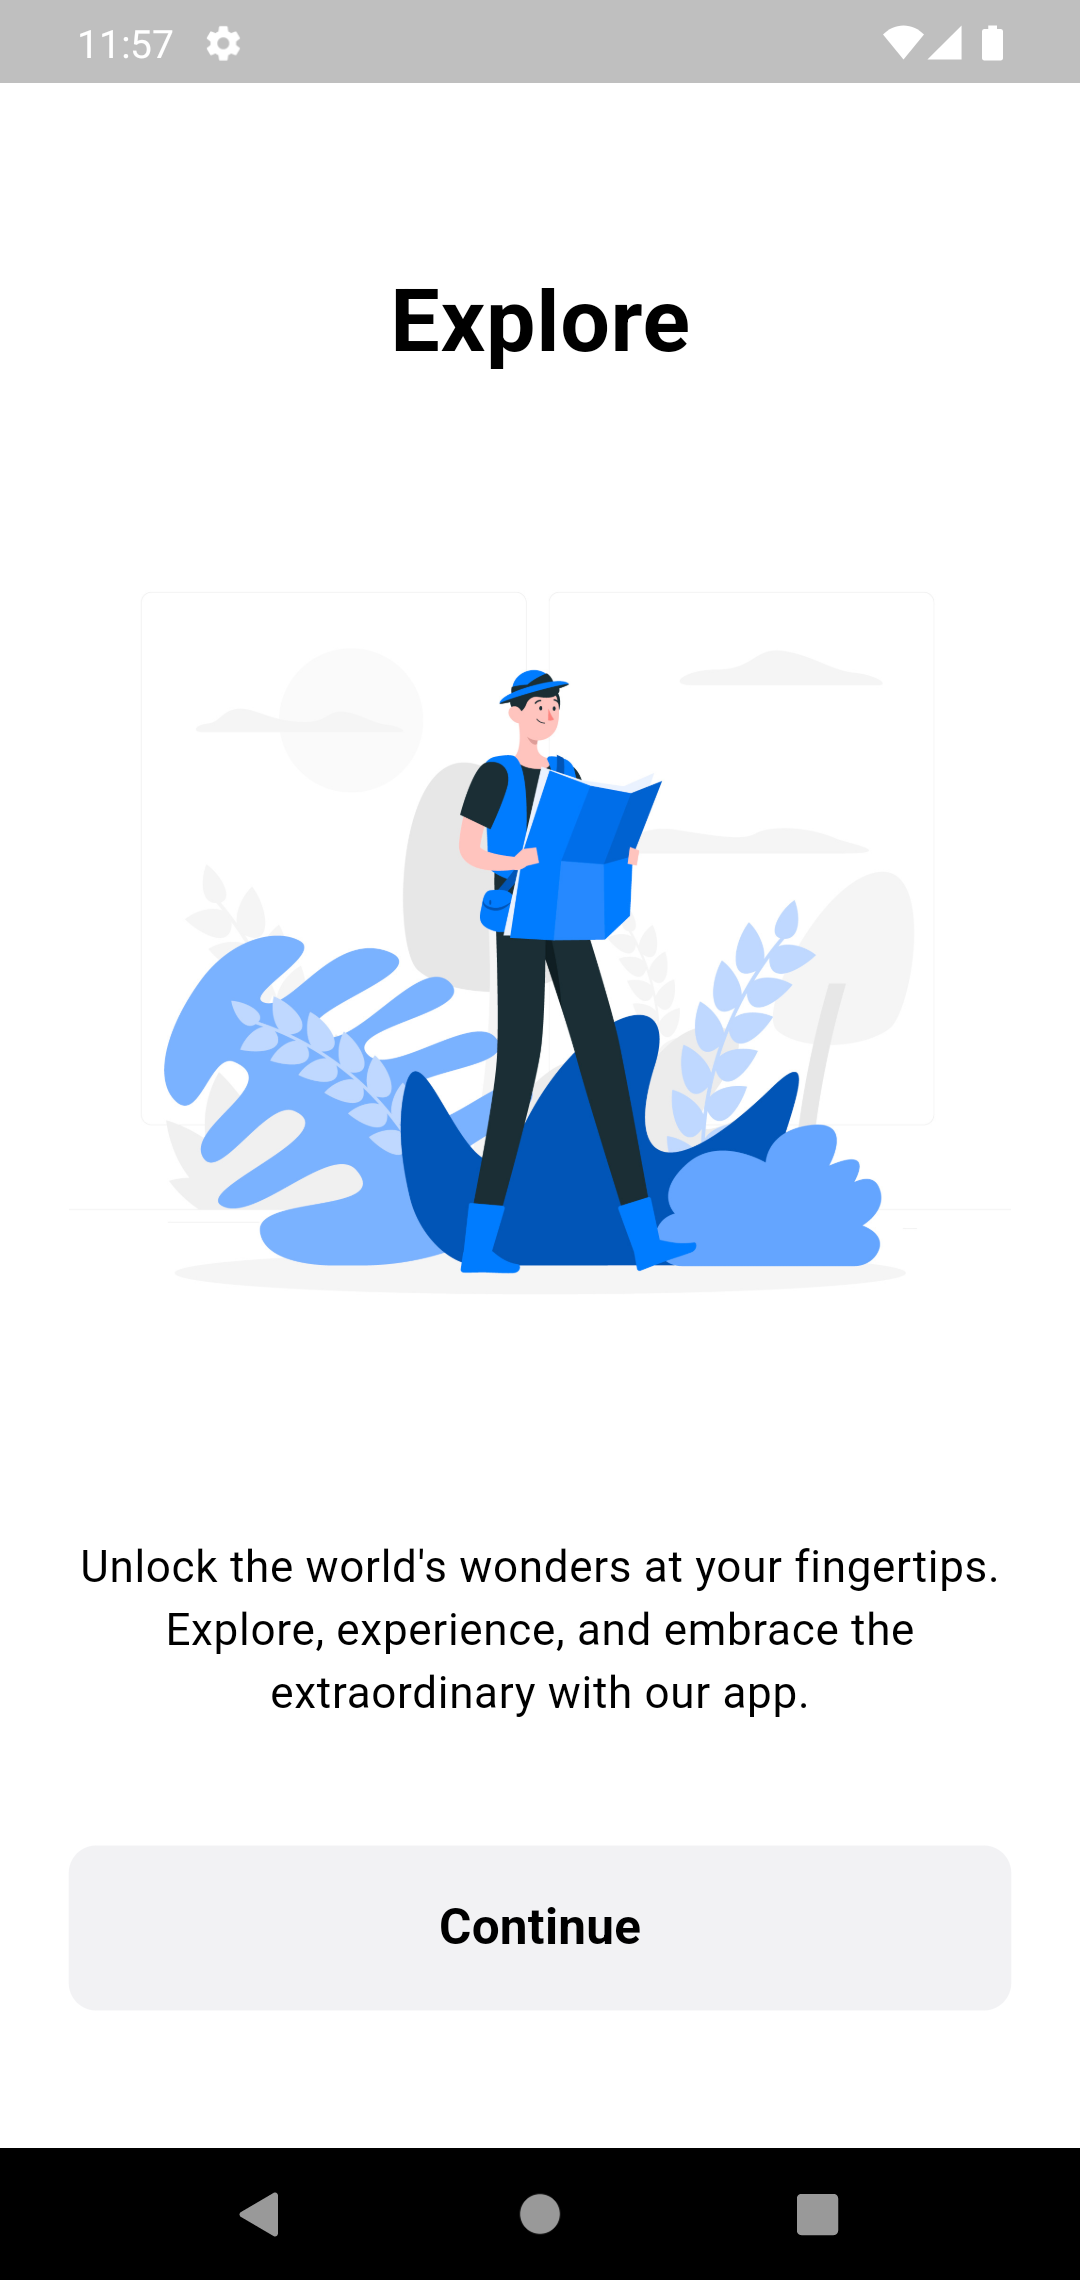 11:57
Explore
Unlock the world's wonders at your fingertips.
Explore, experience, and embrace the
extraordinary with our app.
Continue